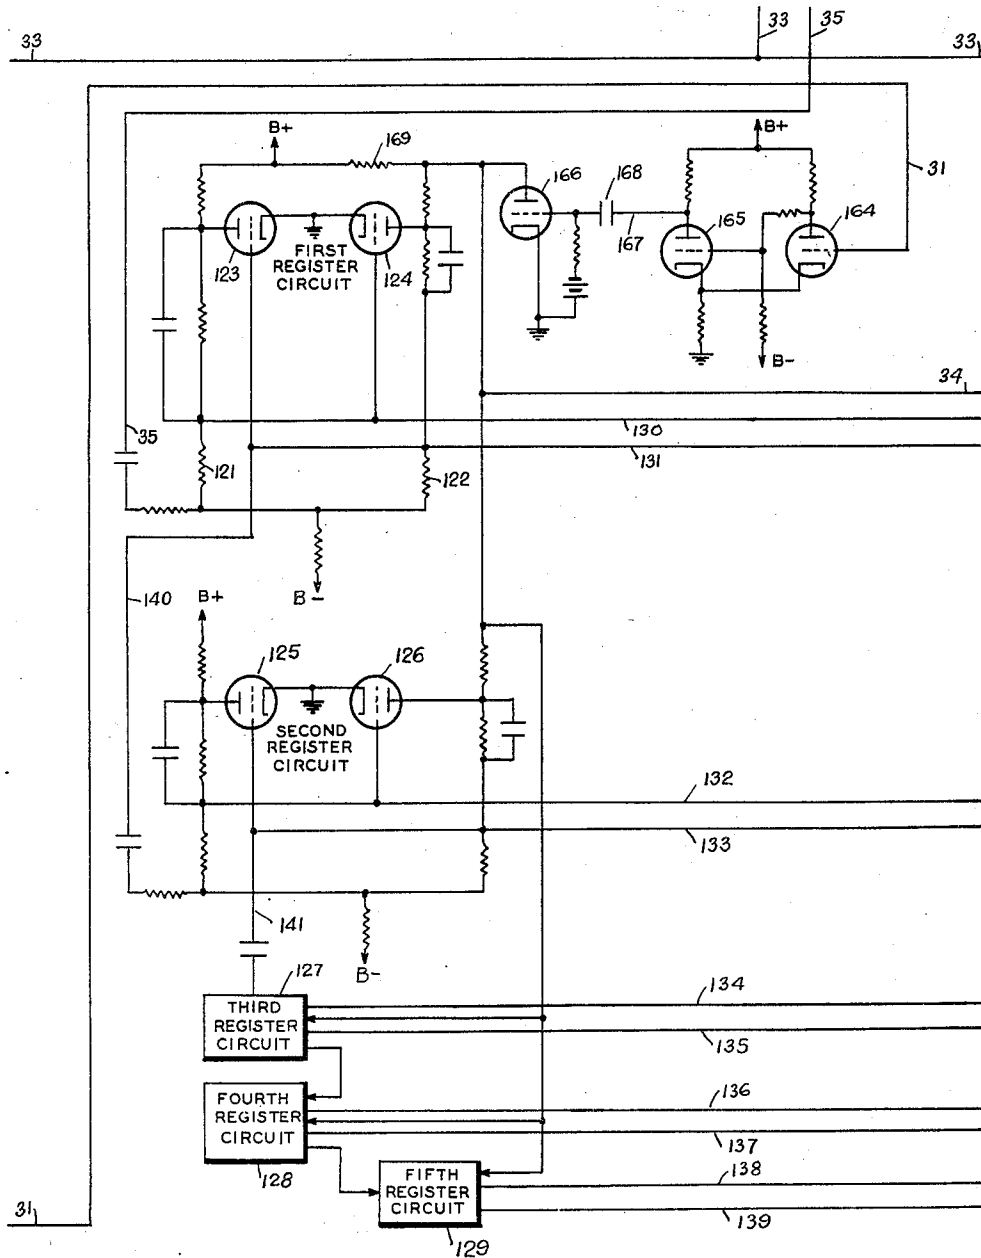 33
33
35
33
B+
169
166
168
B+
31
165
164
167
123
FIRST
REGISTER
CIRCUIT
124
B-
34
35
130
131
121
122
B-
140
B+
125
126
SECOND
REGISTER
CIRCUIT
132
133
141
B-
127
THIRD
REGISTER
CIRCUIT
134
135
FOURTH
REGISTER
CIRCUIT
136
137
128
FIFTH
REGISTER
CIRCUIT
138
139
129
31